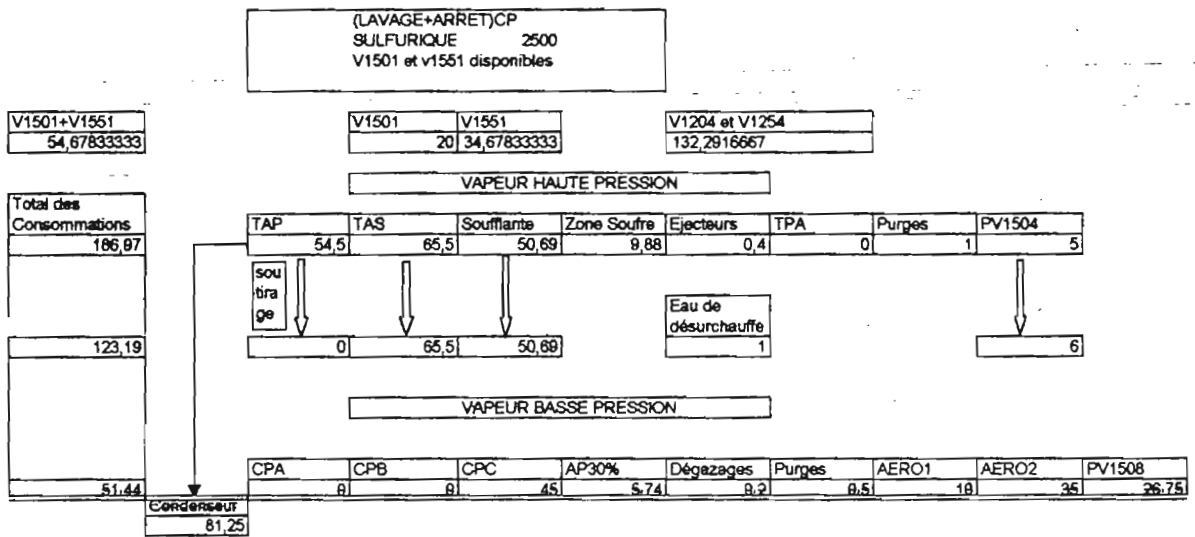 (LAVAGE+ARRET)CP
SULFURIQUE 2500
V1501 et v1551 disponibles
V1501+V1551 V1501 V1551 V1204 et V1254
54,67833333 20 34,67833333 132,2916667
VAPEUR HAUTE PRESSION
Total des
Consommations TAP TAS Soufflante Zone Soufre Ejecteurs TPA Purges PV1504
186,97 54,5 65,5 50,69 9,88 0,4 0 1 5
sou
tira
ge
Eau de
désurchauffe
123,19 0 65,5 50,69 1 6
VAPEUR BASSE PRESSION
CPA CPB CPC AP30% Dégazages Purges AERO1 AERO2 PV1508
51,44 45 5,74 35 26,75
Condenseur
81,25